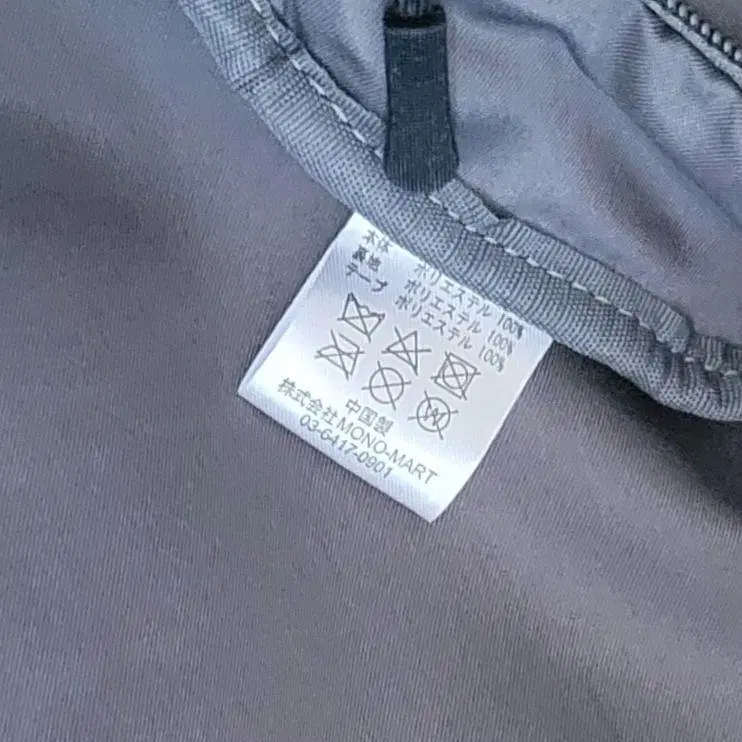 本体 ポリエステル 100%
裏地 ポリエステル 100%
テープ ポリエステル 100%
中国製
株式会社MONO-MART
03-6417-0901